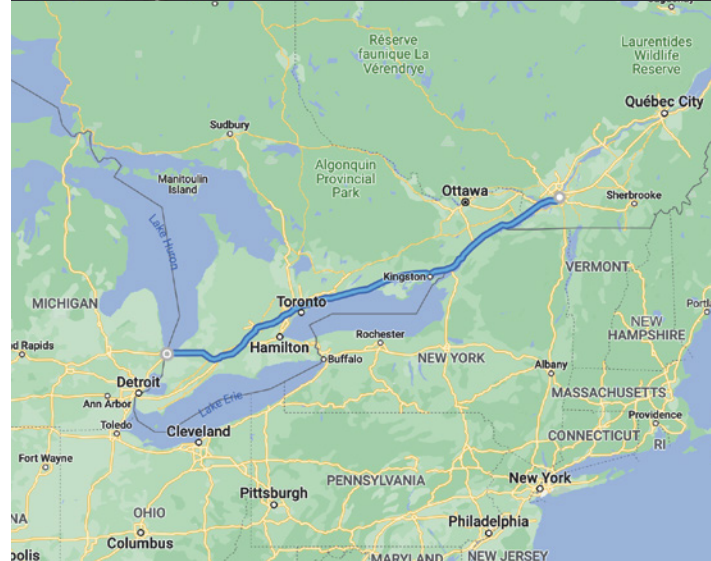 Réserve
faunique La
Vérendrye
Laurentides
Wildlife
Reserve
Québec City
Sudbury
Algonquin
Provincial
Park
Manitoulin
Island
Ottawa
Sherbrooke
Lake Huron
Kingston
VERMONT
MICHIGAN
Toronto
NEW
HAMPSHIRE
Rochester
Hamilton
Buffalo
NEW YORK
Albany
Detroit
MASSACHUSETTS
Ann Arbor
Lake Erie
Providence
Toledo
Cleveland
CONNECTICUT
RI
Fort Wayne
PENNSYLVANIA
New York
Pittsburgh
OHIO
Philadelphia
Columbus
MARYLAND
NEW JERSEY